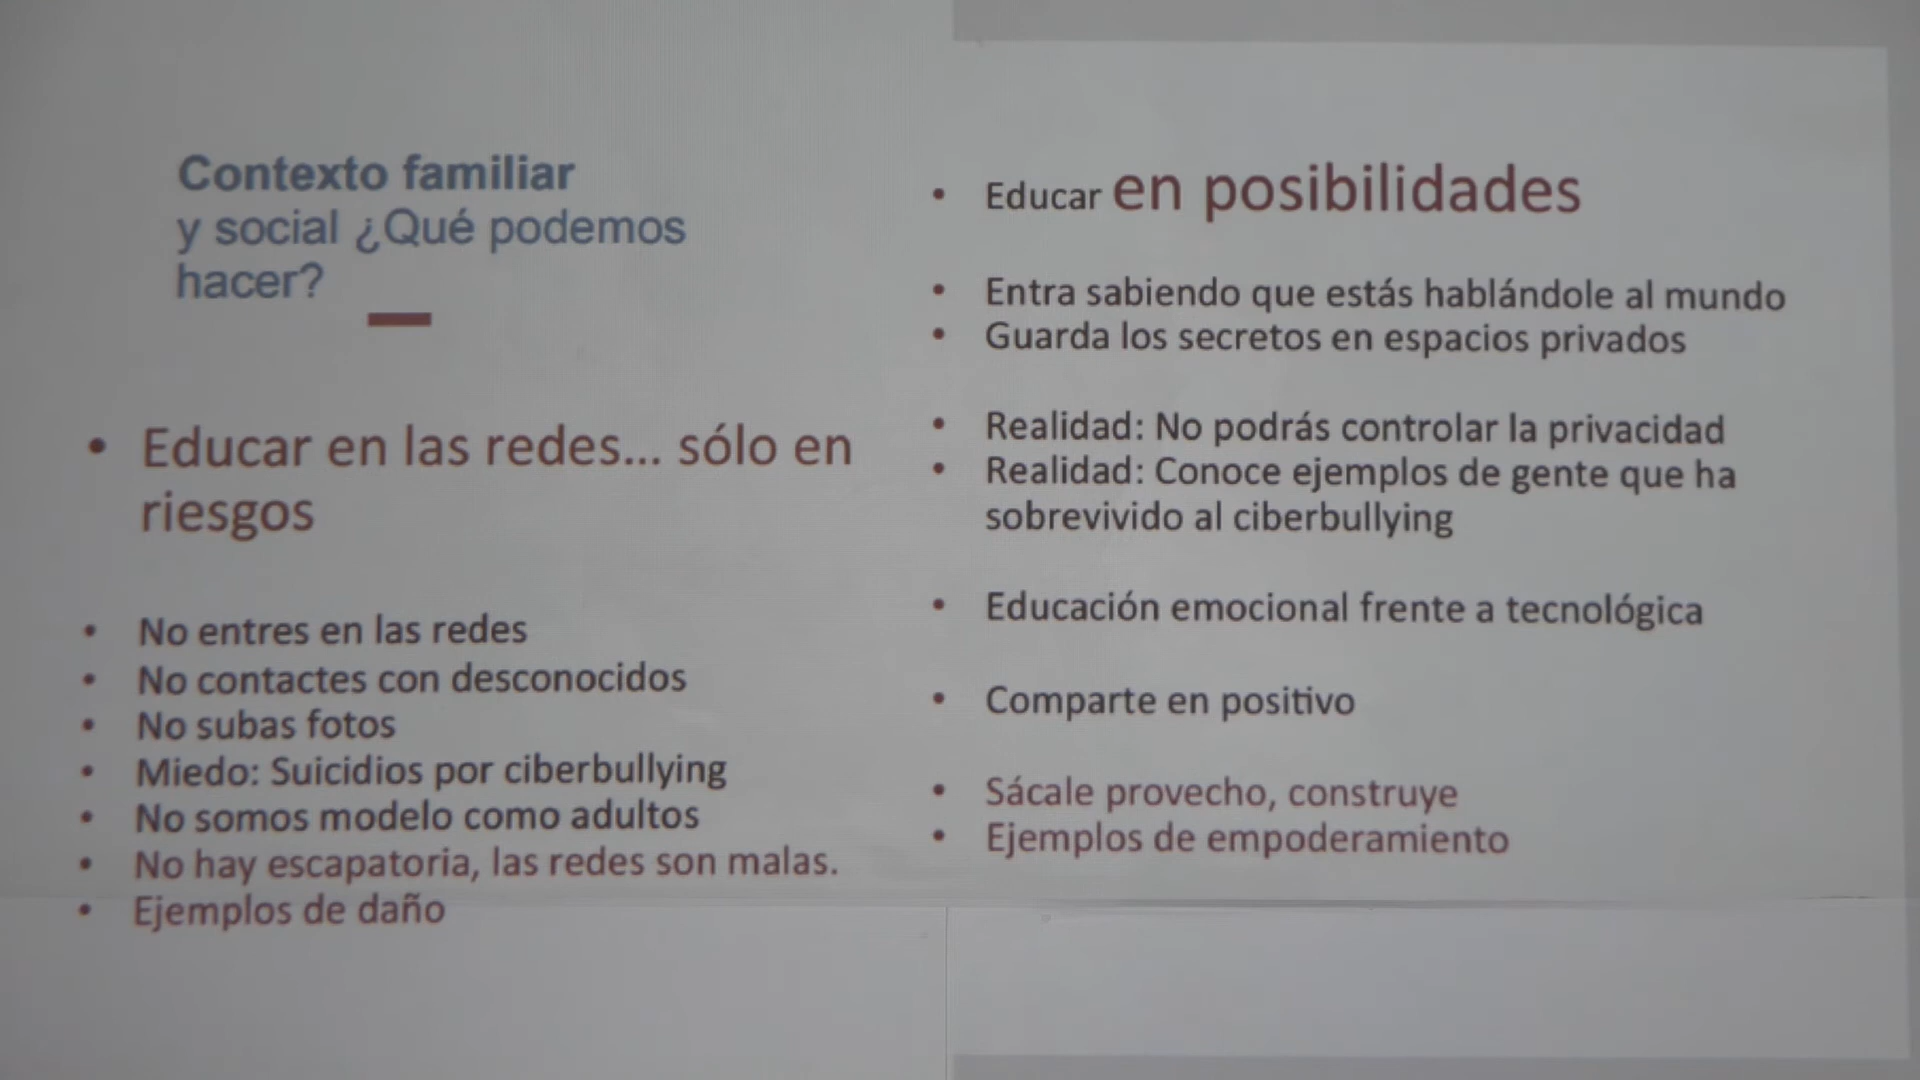 Contexto familiar
y social ¿Qué podemos
hacer?
• Educar en las redes... sólo en
riesgos
• No entres en las redes
• No contactes con desconocidos
• No subas fotos
• Miedo: Suicidios por ciberbullying
• No somos modelo como adultos
• No hay escapatoria, las redes son malas.
• Ejemplos de daño
• Educar en posibilidades
• Entra sabiendo que estás hablándole al mundo
• Guarda los secretos en espacios privados
• Realidad: No podrás controlar la privacidad
• Realidad: Conoce ejemplos de gente que ha
sobrevivido al ciberbullying
• Educación emocional frente a tecnológica
• Comparte en positivo
• Sácale provecho, construye
• Ejemplos de empoderamiento